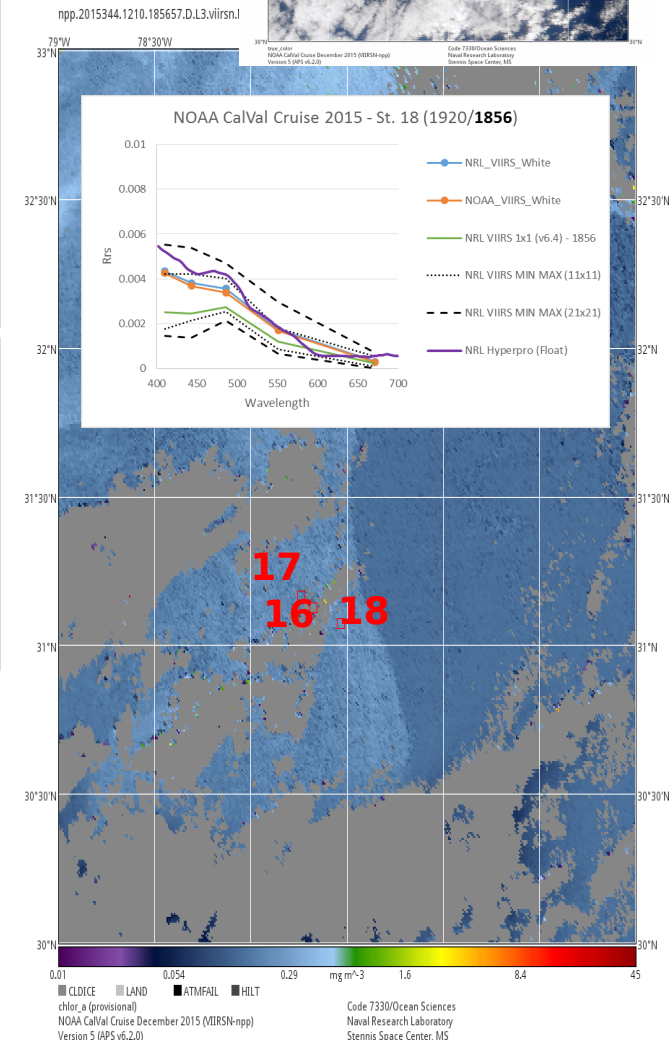 npp.2015344.1210.185657.D.L3.viirsn.
30°N 30°N
true_color Code 7330/Ocean Sciences
NOAA CalVal Cruise December 2015 (VIIRSN-npp) Naval Research Laboratory
Version 5 (APS v6.2.0) Stennis Space Center, MS
79°W 78°30'W
33°N
NOAA CalVal Cruise 2015 - St. 18 (1920/1856)
0.01
0.008
0.006
0.004
0.002
0
Rrs
400 450 500 550 600 650 700
Wavelength
NRL_VIIRS_White
NOAA_VIIRS_White
NRL VIIRS 1x1 (v6.4) - 1856
NRL VIIRS MIN MAX (11x11)
NRL VIIRS MIN MAX (21x21)
NRL Hyperpro (Float)
32°30'N 32°30'N
32°N 32°N
31°30'N 31°30'N
17
16 18
31°N 31°N
30°30'N 30°30'N
30°N 30°N
0.01 0.054 0.29 mg m^-3 1.6 8.4 45
CLDICE LAND ATMFAIL HILT
chlor_a (provisional) Code 7330/Ocean Sciences
NOAA CalVal Cruise December 2015 (VIIRSN-npp) Naval Research Laboratory
Version 5 (APS v6.2.0) Stennis Space Center, MS